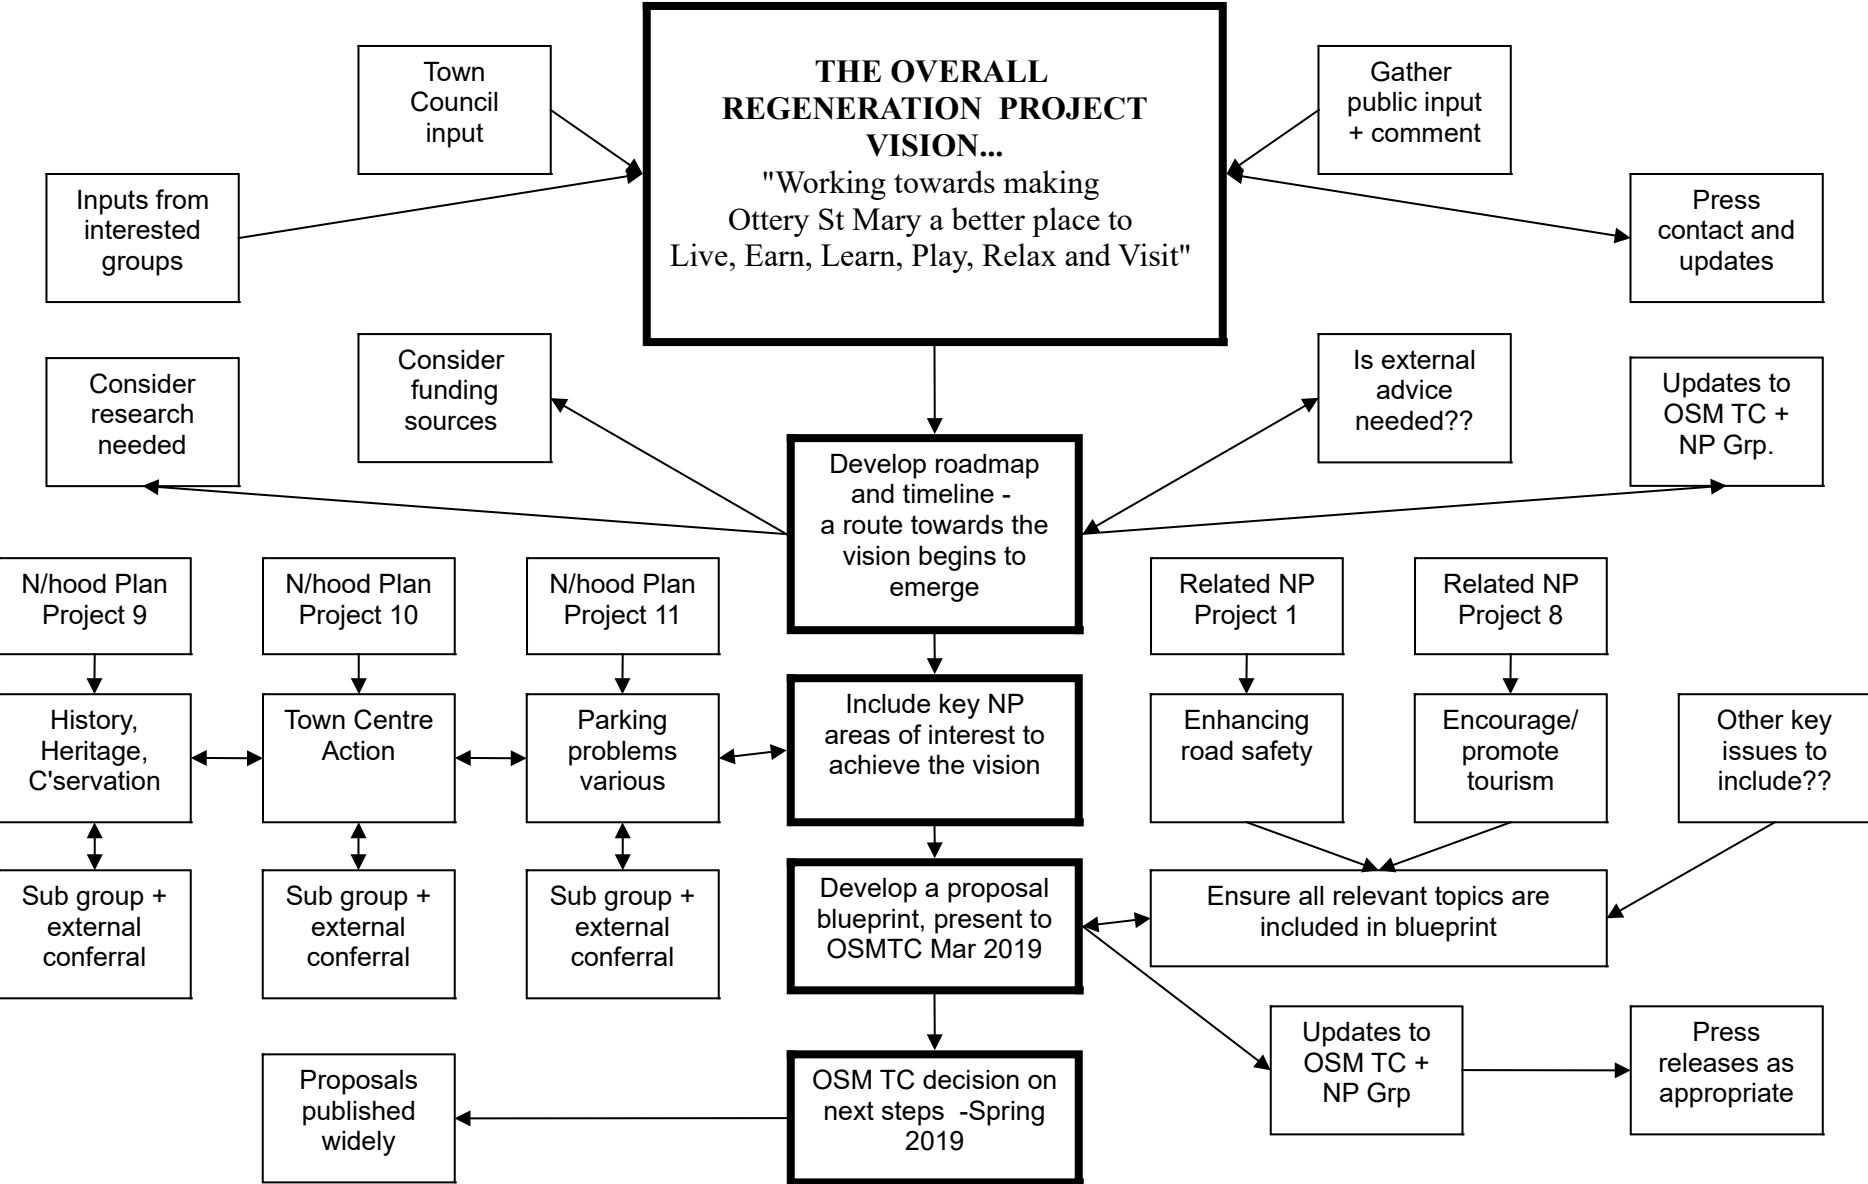 THE OVERALL
REGENERATION PROJECT
VISION...
"Working towards making
Ottery St Mary a better place to
Live, Earn, Learn, Play, Relax and Visit"
Town
Council
input
Gather
public input
+ comment
Inputs from
interested
groups
Press
contact and
updates
Consider
research
needed
Consider
funding
sources
Is external
advice
needed??
Updates to
OSM TC +
NP Grp.
Develop roadmap
and timeline -
a route towards the
vision begins to
emerge
N/hood Plan
Project 9
N/hood Plan
Project 10
N/hood Plan
Project 11
Related NP
Project 1
Related NP
Project 8
History,
Heritage,
C'servation
Town Centre
Action
Parking
problems
various
Include key NP
areas of interest to
achieve the vision
Enhancing
road safety
Encourage/
promote
tourism
Other key
issues to
include??
Sub group +
external
conferral
Sub group +
external
conferral
Sub group +
external
conferral
Develop a proposal
blueprint, present to
OSMTC Mar 2019
Ensure all relevant topics are
included in blueprint
Updates to
OSM TC +
NP Grp
Press
releases as
appropriate
Proposals
published
widely
OSM TC decision on
next steps -Spring
2019